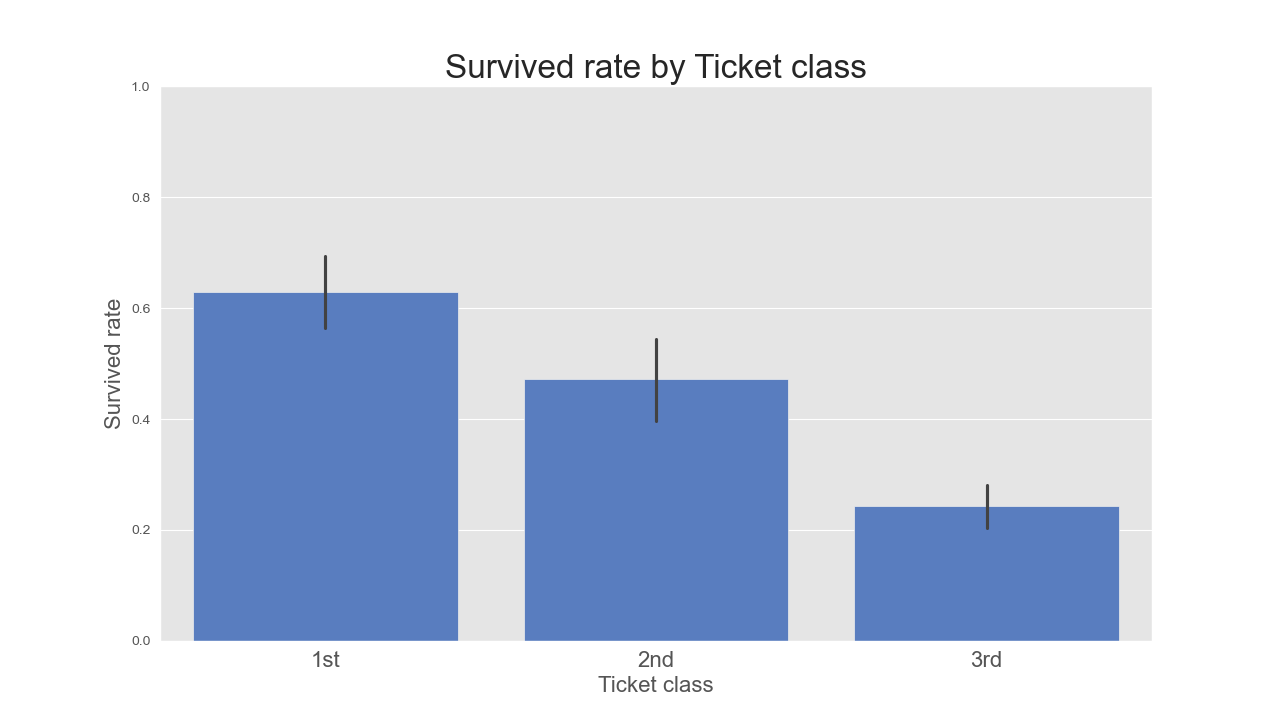 Survived rate by Ticket class
1.0
0.8
0.6
0.4
0.2
0.0
Survived rate
1st
2nd
3rd
Ticket class